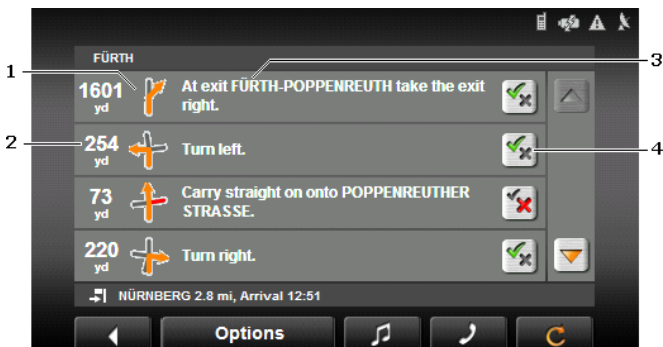 FÜRTH
1
3
1601
yd
At exit FÜRTH-POPPENREUTH take the exit
right.
2
254
yd
Turn left.
4
73
yd
Carry straight on onto POPPENREUTHER
STRASSE.
220
yd
Turn right.
NÜRNBERG 2.8 mi, Arrival 12:51
Options